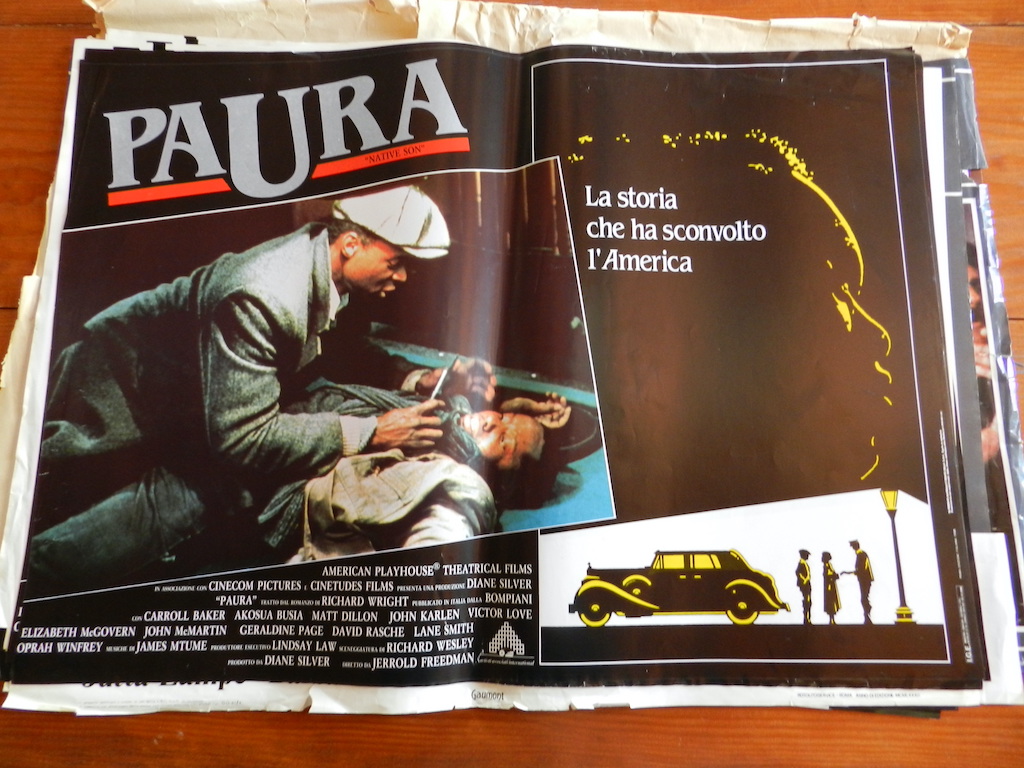 PAURA
"NATIVE SON"
La storia
che ha sconvolto
l'America
AMERICAN PLAYHOUSE® THEATRICAL FILMS
IN ASSOCIAZIONE CON CINECOM PICTURES E CINETUDES FILMS PRESENTA UNA PRODUZIONE DIANE SILVER
"PAURA" TRATTO DAL ROMANZO DI RICHARD WRIGHT PUBBLICATO IN ITALIA DALLA BOMPIANI
CON CARROLL BAKER AKOSUA BUSIA MATT DILLON JOHN KARLEN VICTOR LOVE
ELIZABETH McGOVERN JOHN McMARTIN GERALDINE PAGE DAVID RASCHE LANE SMITH
OPRAH WINFREY MUSICHE DI JAMES MTUME PRODUTTORE ESECUTIVO LINDSAY LAW SCENEGGIATURA DI RICHARD WESLEY
PRODOTTO DA DIANE SILVER DIRETTO DA JERROLD FREEDMAN
Gaumont